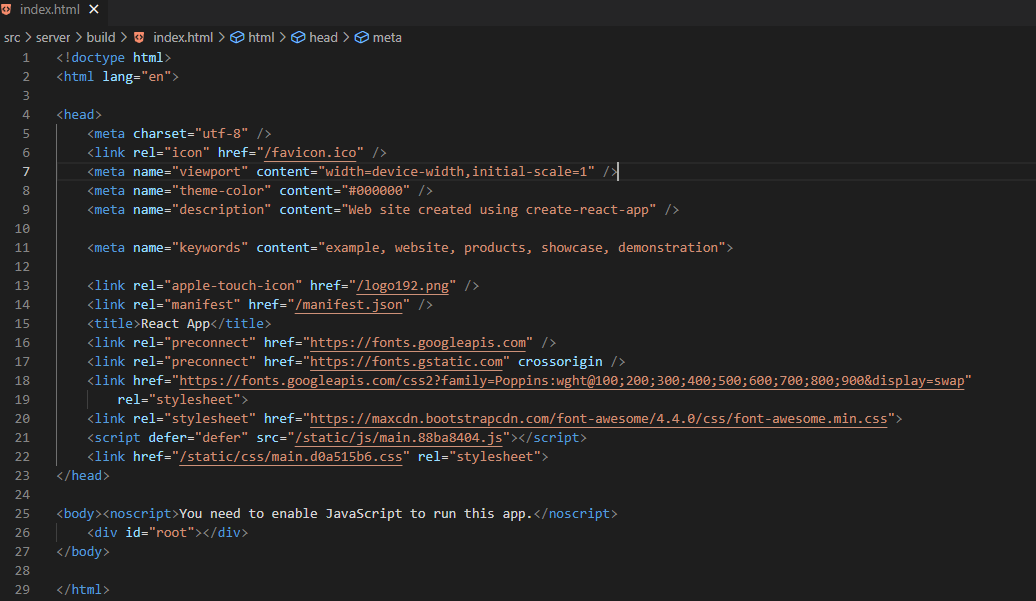 index.html ×
src > server > build > index.html > html > head > meta
1 <!doctype html>
2 <html lang="en">
3
4 <head>
5     <meta charset="utf-8" />
6     <link rel="icon" href="/favicon.ico" />
7     <meta name="viewport" content="width=device-width,initial-scale=1" />
8     <meta name="theme-color" content="#000000" />
9     <meta name="description" content="Web site created using create-react-app" />
10
11     <meta name="keywords" content="example, website, products, showcase, demonstration">
12
13     <link rel="apple-touch-icon" href="/logo192.png" />
14     <link rel="manifest" href="/manifest.json" />
15     <title>React App</title>
16     <link rel="preconnect" href="https://fonts.googleapis.com" />
17     <link rel="preconnect" href="https://fonts.gstatic.com" crossorigin />
18     <link href="https://fonts.googleapis.com/css2?family=Poppins:wght@100;200;300;400;500;600;700;800;900&display=swap"
19         rel="stylesheet">
20     <link rel="stylesheet" href="https://maxcdn.bootstrapcdn.com/font-awesome/4.4.0/css/font-awesome.min.css">
21     <script defer="defer" src="/static/js/main.88ba8404.js"></script>
22     <link href="/static/css/main.d0a515b6.css" rel="stylesheet">
23 </head>
24
25 <body><noscript>You need to enable JavaScript to run this app.</noscript>
26     <div id="root"></div>
27 </body>
28
29 </html>